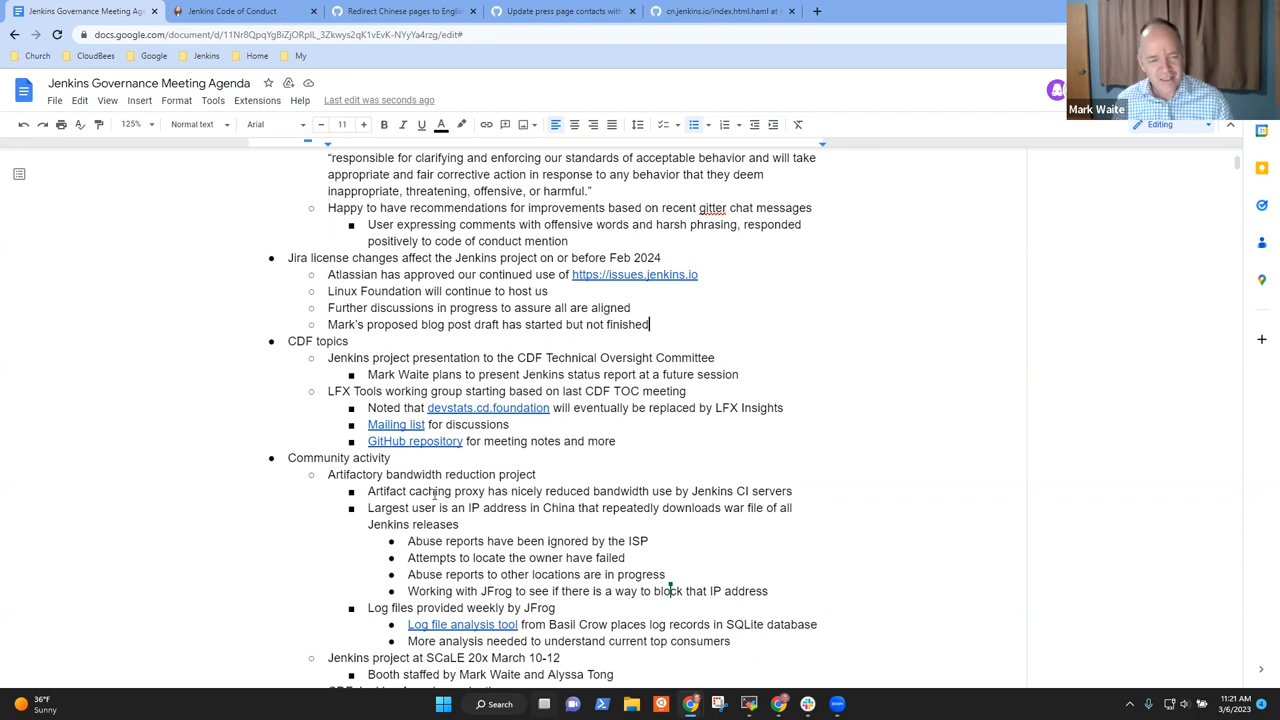 Jenkins Governance Meeting Age
Jenkins Code of Conduct
Redirect Chinese pages to English
Update press page contacts with
cn.jenkins.io/index.html.haml at
docs.google.com/document/d/11Nr8QpqYgBiZjORpIL_3Zkwys2qK1vEvK-NYyYa4rzg/edit#
Church
CloudBees
Google
Jenkins
Home
My
Jenkins Governance Meeting Agenda
File Edit View Insert Format Tools Extensions Help Last edit was seconds ago
125% Normal text Arial 11 Editing
Mark Waite
“responsible for clarifying and enforcing our standards of acceptable behavior and will take
appropriate and fair corrective action in response to any behavior that they deem
inappropriate, threatening, offensive, or harmful.”
Happy to have recommendations for improvements based on recent gitter chat messages
User expressing comments with offensive words and harsh phrasing, responded
positively to code of conduct mention
Jira license changes affect the Jenkins project on or before Feb 2024
Atlassian has approved our continued use of https://issues.jenkins.io
Linux Foundation will continue to host us
Further discussions in progress to assure all are aligned
Mark's proposed blog post draft has started but not finished
CDF topics
Jenkins project presentation to the CDF Technical Oversight Committee
Mark Waite plans to present Jenkins status report at a future session
LFX Tools working group starting based on last CDF TOC meeting
Noted that devstats.cd.foundation will eventually be replaced by LFX Insights
Mailing list for discussions
GitHub repository for meeting notes and more
Community activity
Artifactory bandwidth reduction project
Artifact caching proxy has nicely reduced bandwidth use by Jenkins CI servers
Largest user is an IP address in China that repeatedly downloads war file of all
Jenkins releases
Abuse reports have been ignored by the ISP
Attempts to locate the owner have failed
Abuse reports to other locations are in progress
Working with JFrog to see if there is a way to block that IP address
Log files provided weekly by JFrog
Log file analysis tool from Basil Crow places log records in SQLite database
More analysis needed to understand current top consumers
Jenkins project at SCaLE 20x March 10-12
Booth staffed by Mark Waite and Alyssa Tong
36°F
Sunny
Search
11:21 AM
3/6/2023